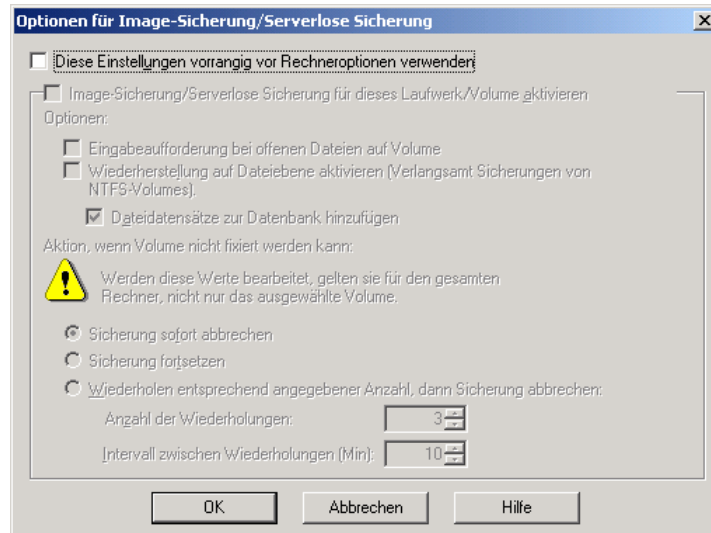 Optionen für Image-Sicherung/Serverlose Sicherung
Diese Einstellungen vorrangig vor Rechneroptionen verwenden
Image-Sicherung/Serverlose Sicherung für dieses Laufwerk/Volume aktivieren
Optionen:
Eingabeaufforderung bei offenen Dateien auf Volume
Wiederherstellung auf Dateiebene aktivieren (Verlangsamt Sicherungen von
NTFS-Volumes).
Dateidatensätze zur Datenbank hinzufügen
Aktion, wenn Volume nicht fixiert werden kann:
Werden diese Werte bearbeitet, gelten sie für den gesamten
Rechner, nicht nur das ausgewählte Volume.
Sicherung sofort abbrechen
Sicherung fortsetzen
Wiederholen entsprechend angegebener Anzahl, dann Sicherung abbrechen:
Anzahl der Wiederholungen: 3
Intervall zwischen Wiederholungen (Min): 10
OK Abbrechen Hilfe